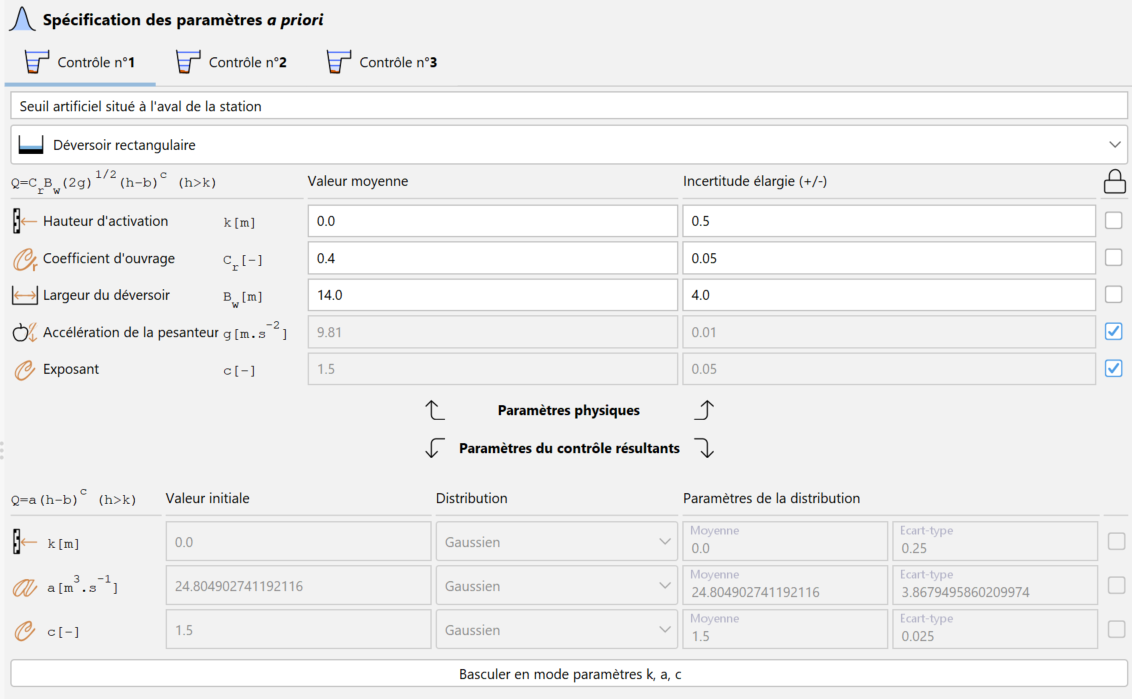 Spécification des paramètres a priori
Contrôle n°1 Contrôle n°2 Contrôle n°3
Seuil artificiel situé à l'aval de la station
Déversoir rectangulaire
Q=C_r B_w (2g)^1/2 (h-b)^c (h>k) Valeur moyenne Incertitude élargie (+/-)
Hauteur d'activation k[m] 0.0 0.5
Coefficient d'ouvrage C_r[-] 0.4 0.05
Largeur du déversoir B_w[m] 14.0 4.0
Accélération de la pesanteur g[m.s^-2] 9.81 0.01
Exposant c[-] 1.5 0.05
Paramètres physiques
Paramètres du contrôle résultants
Q=a(h-b)^c (h>k) Valeur initiale Distribution Paramètres de la distribution
k[m] 0.0 Gaussien Moyenne 0.0 Ecart-type 0.25
a[m^3.s^-1] 24.804902741192116 Gaussien Moyenne 24.804902741192116 Ecart-type 3.8679495860209974
c[-] 1.5 Gaussien Moyenne 1.5 Ecart-type 0.025
Basculer en mode paramètres k, a, c